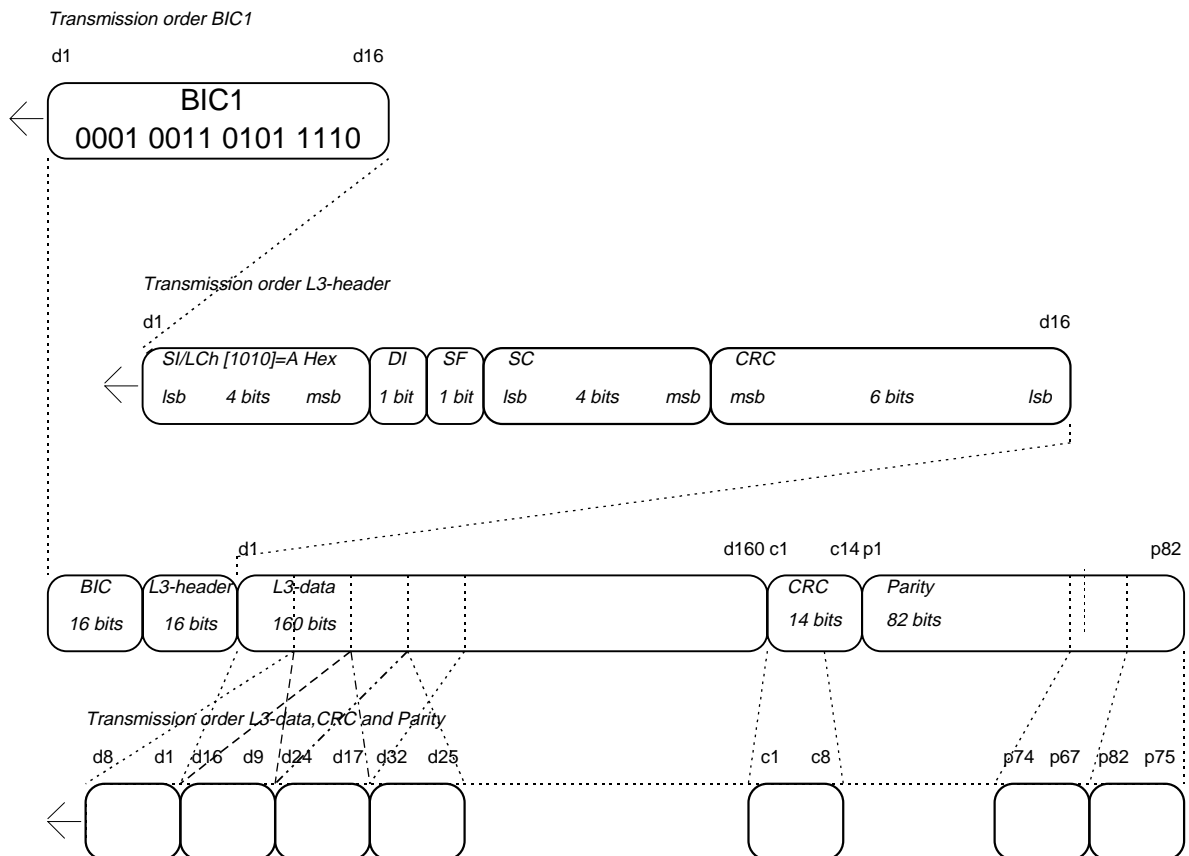 Transmission order BIC1
d1 d16
BIC1
0001 0011 0101 1110
Transmission order L3-header
d1 d16
SI/LCh [1010]=A Hex DI SF SC CRC
lsb 4 bits msb 1 bit 1 bit lsb 4 bits msb msb 6 bits lsb
d1 d160 c1 c14 p1 p82
BIC L3-header L3-data CRC Parity
16 bits 16 bits 160 bits 14 bits 82 bits
Transmission order L3-data,CRC and Parity
d8 d1 d16 d9 d24 d17 d32 d25 c1 c8 p74 p67 p82 p75